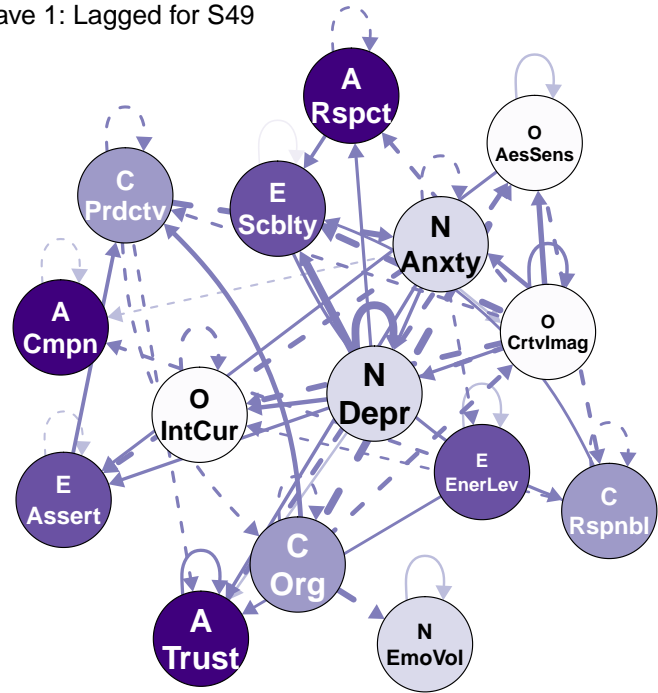 ave 1: Lagged for S49
A
Rspct
O
AesSens
C
Prdctv
E
Scblty
N
Anxty
A
Cmpn
O
CrtvImag
N
Depr
O
IntCur
E
EnerLev
E
Assert
C
Rspnbl
C
Org
A
Trust
N
EmoVol